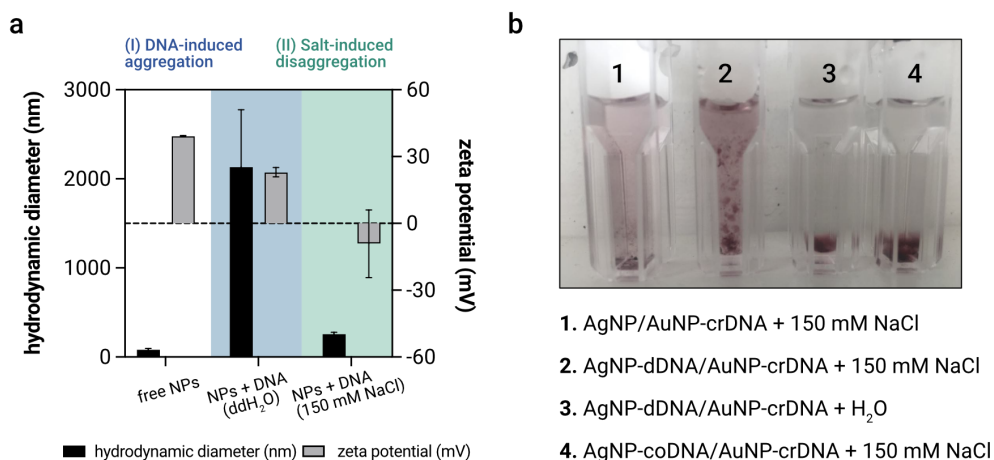 a
(I) DNA-induced
aggregation
(II) Salt-induced
disaggregation
3000
2000
1000
0
hydrodynamic diameter (nm)
60
30
0
-30
-60
zeta potential (mV)
free NPs
NPs + DNA
(ddH₂O)
NPs + DNA
(150 mM NaCl)
hydrodynamic diameter (nm)
zeta potential (mV)
b
1
2
3
4
1. AgNP/AuNP-crDNA + 150 mM NaCl
2. AgNP-dDNA/AuNP-crDNA + 150 mM NaCl
3. AgNP-dDNA/AuNP-crDNA + H₂O
4. AgNP-coDNA/AuNP-crDNA + 150 mM NaCl